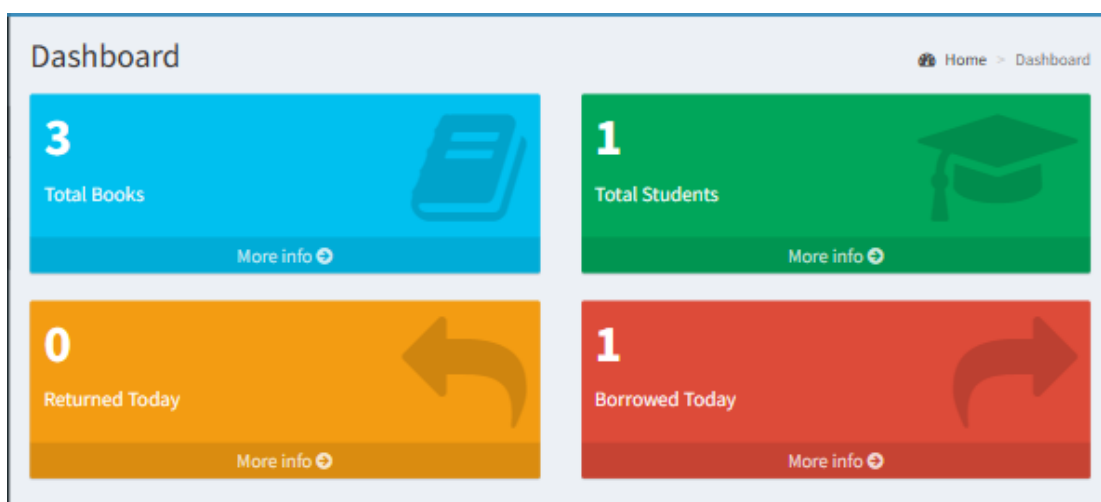 Dashboard
Home > Dashboard
3
Total Books
More info
1
Total Students
More info
0
Returned Today
More info
1
Borrowed Today
More info